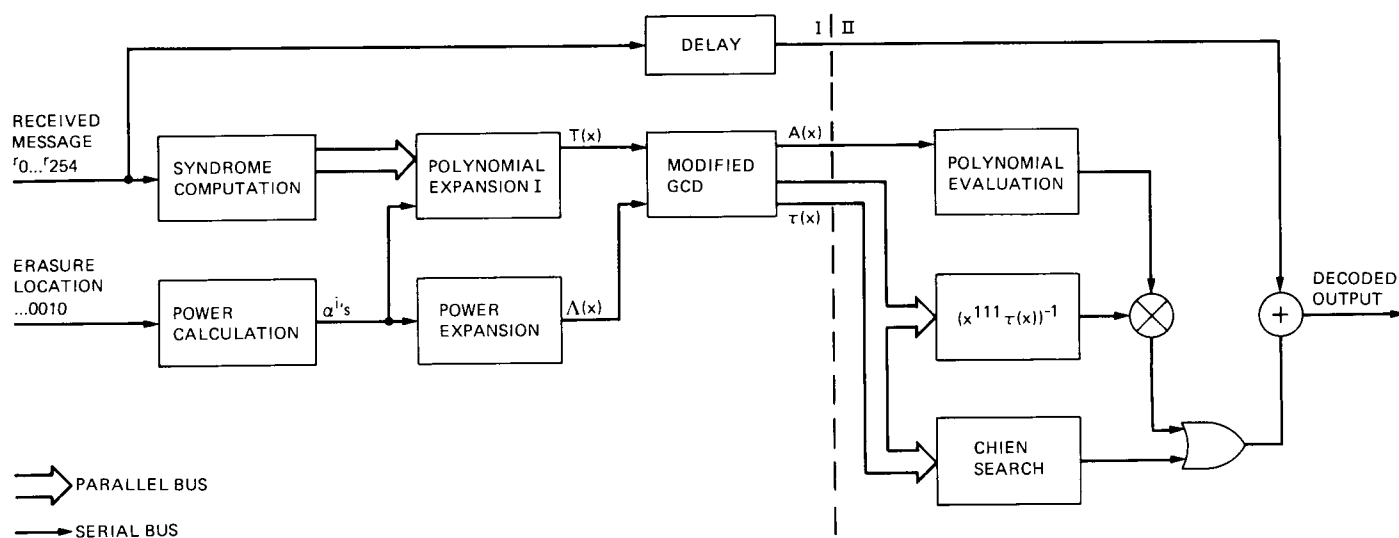 DELAY
I II
RECEIVED
MESSAGE
r0...r254
SYNDROME
COMPUTATION
POLYNOMIAL
EXPANSION I
T(x)
MODIFIED
GCD
A(x)
τ(x)
POLYNOMIAL
EVALUATION
ERASURE
LOCATION
...0010
POWER
CALCULATION
α^i's
POWER
EXPANSION
Λ(x)
(x^111 τ(x))^-1
+
DECODED
OUTPUT
CHIEN
SEARCH
PARALLEL BUS
SERIAL BUS